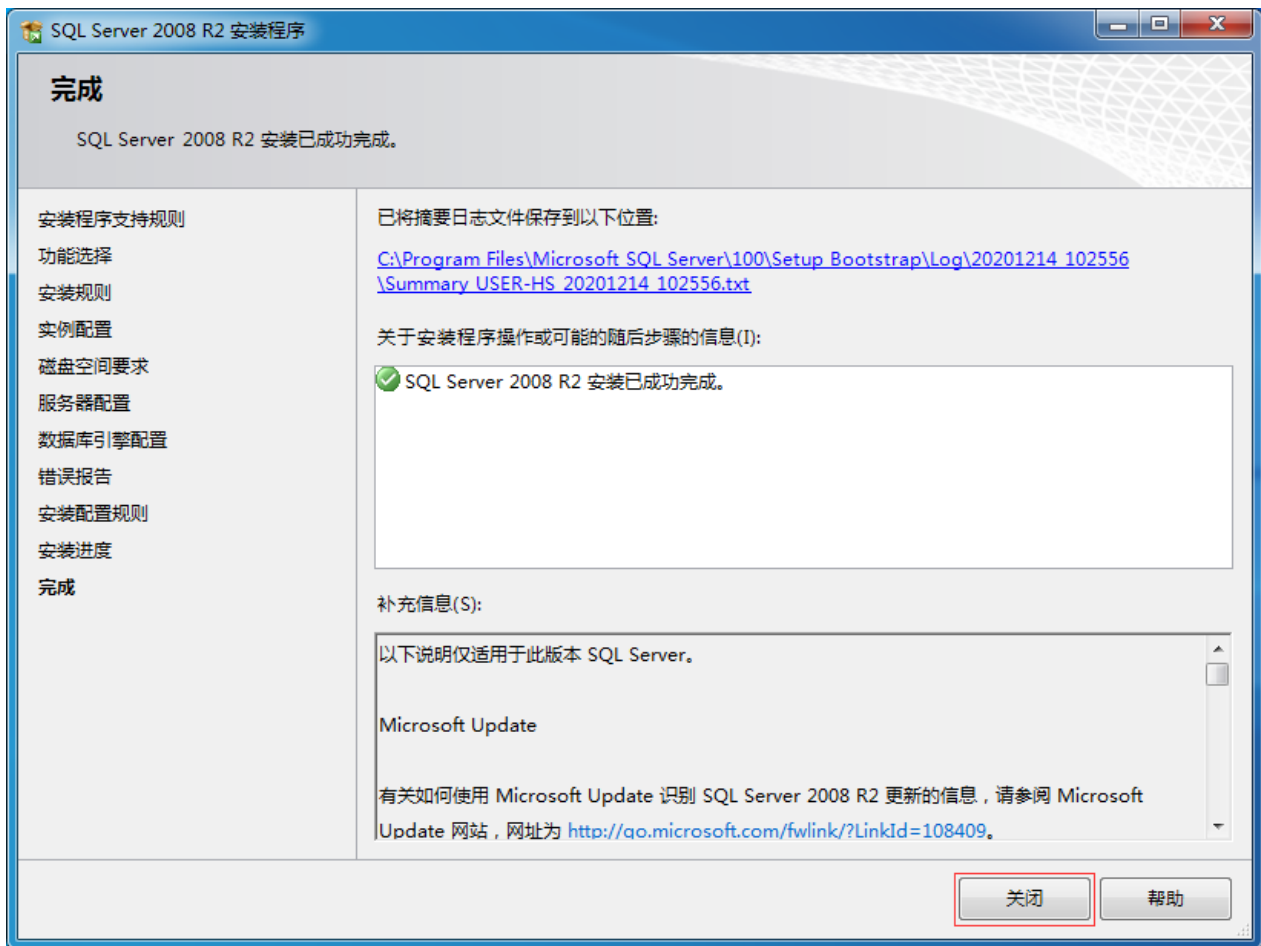 SQL Server 2008 R2 安装程序
完成
SQL Server 2008 R2 安装已成功完成。
安装程序支持规则
功能选择
安装规则
实例配置
磁盘空间要求
服务器配置
数据库引擎配置
错误报告
安装配置规则
安装进度
完成
已将摘要日志文件保存到以下位置:
C:\Program Files\Microsoft SQL Server\100\Setup Bootstrap\Log\20201214_102556
\Summary_USER-HS_20201214_102556.txt
关于安装程序操作或可能的随后步骤的信息(I):
SQL Server 2008 R2 安装已成功完成。
补充信息(S):
以下说明仅适用于此版本 SQL Server。
Microsoft Update
有关如何使用 Microsoft Update 识别 SQL Server 2008 R2 更新的信息，请参阅 Microsoft
Update 网站，网址为 http://go.microsoft.com/fwlink/?LinkId=108409。
关闭
帮助